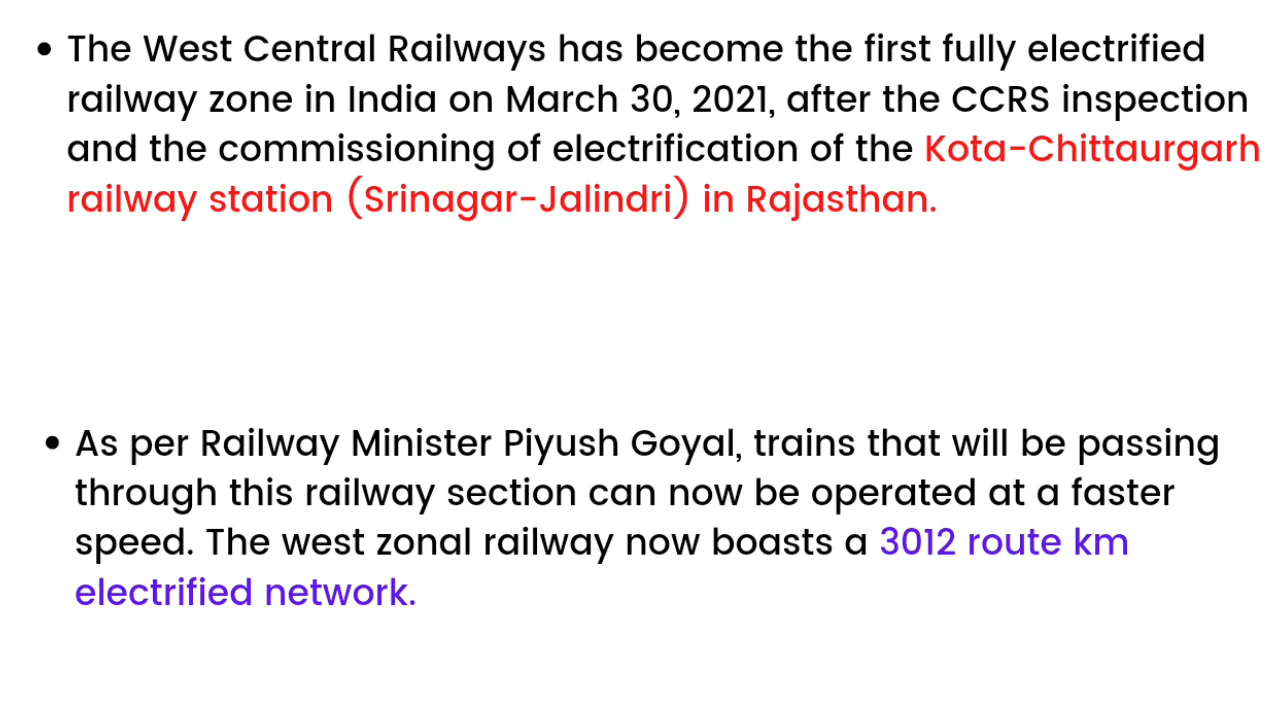 • The West Central Railways has become the first fully electrified
railway zone in India on March 30, 2021, after the CCRS inspection
and the commissioning of electrification of the Kota-Chittaurgarh
railway station (Srinagar-Jalindri) in Rajasthan.
• As per Railway Minister Piyush Goyal, trains that will be passing
through this railway section can now be operated at a faster
speed. The west zonal railway now boasts a 3012 route km
electrified network.